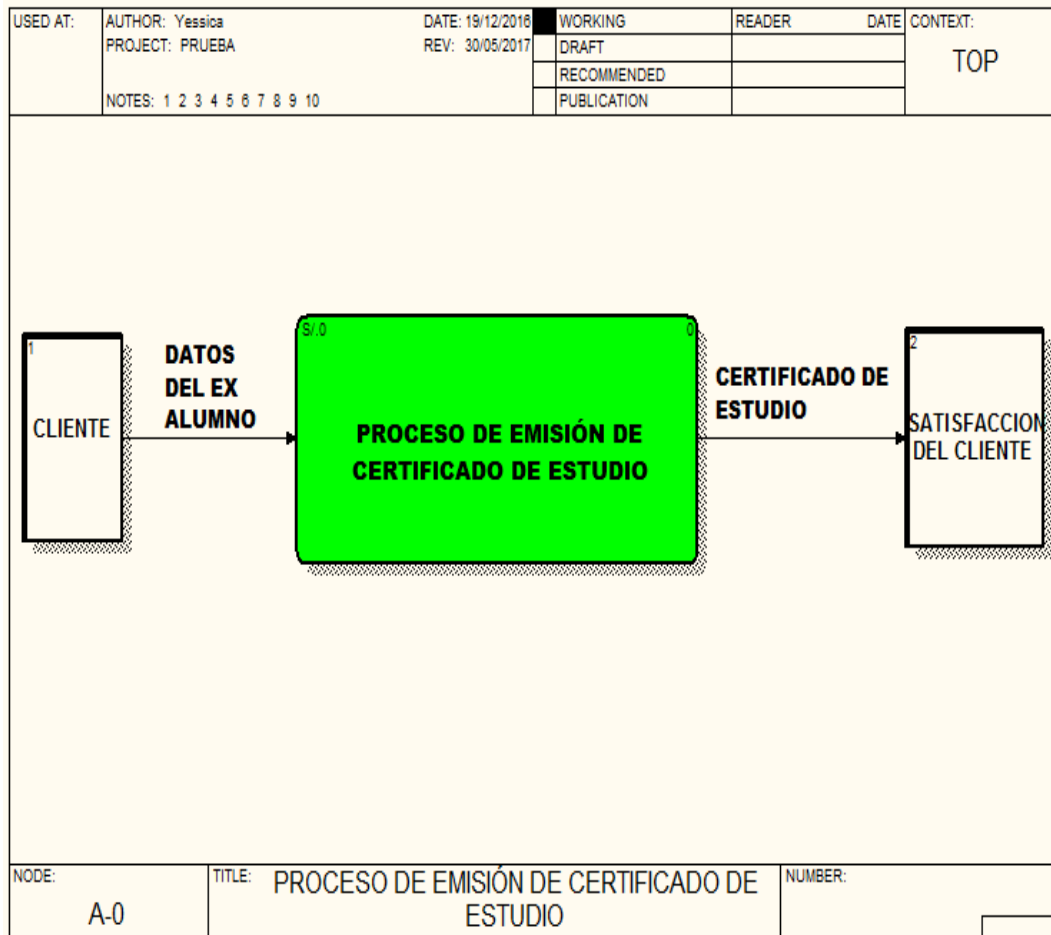 USED AT:
AUTHOR: Yessica
DATE: 19/12/2016
PROJECT: PRUEBA
REV: 30/05/2017
NOTES: 1 2 3 4 5 6 7 8 9 10
WORKING
DRAFT
RECOMMENDED
PUBLICATION
READER
DATE
CONTEXT:
TOP
1
CLIENTE
DATOS
DEL EX
ALUMNO
S/.0
0
PROCESO DE EMISIÓN DE
CERTIFICADO DE ESTUDIO
CERTIFICADO DE
ESTUDIO
2
SATISFACCION
DEL CLIENTE
NODE:
A-0
TITLE:
PROCESO DE EMISIÓN DE CERTIFICADO DE
ESTUDIO
NUMBER: